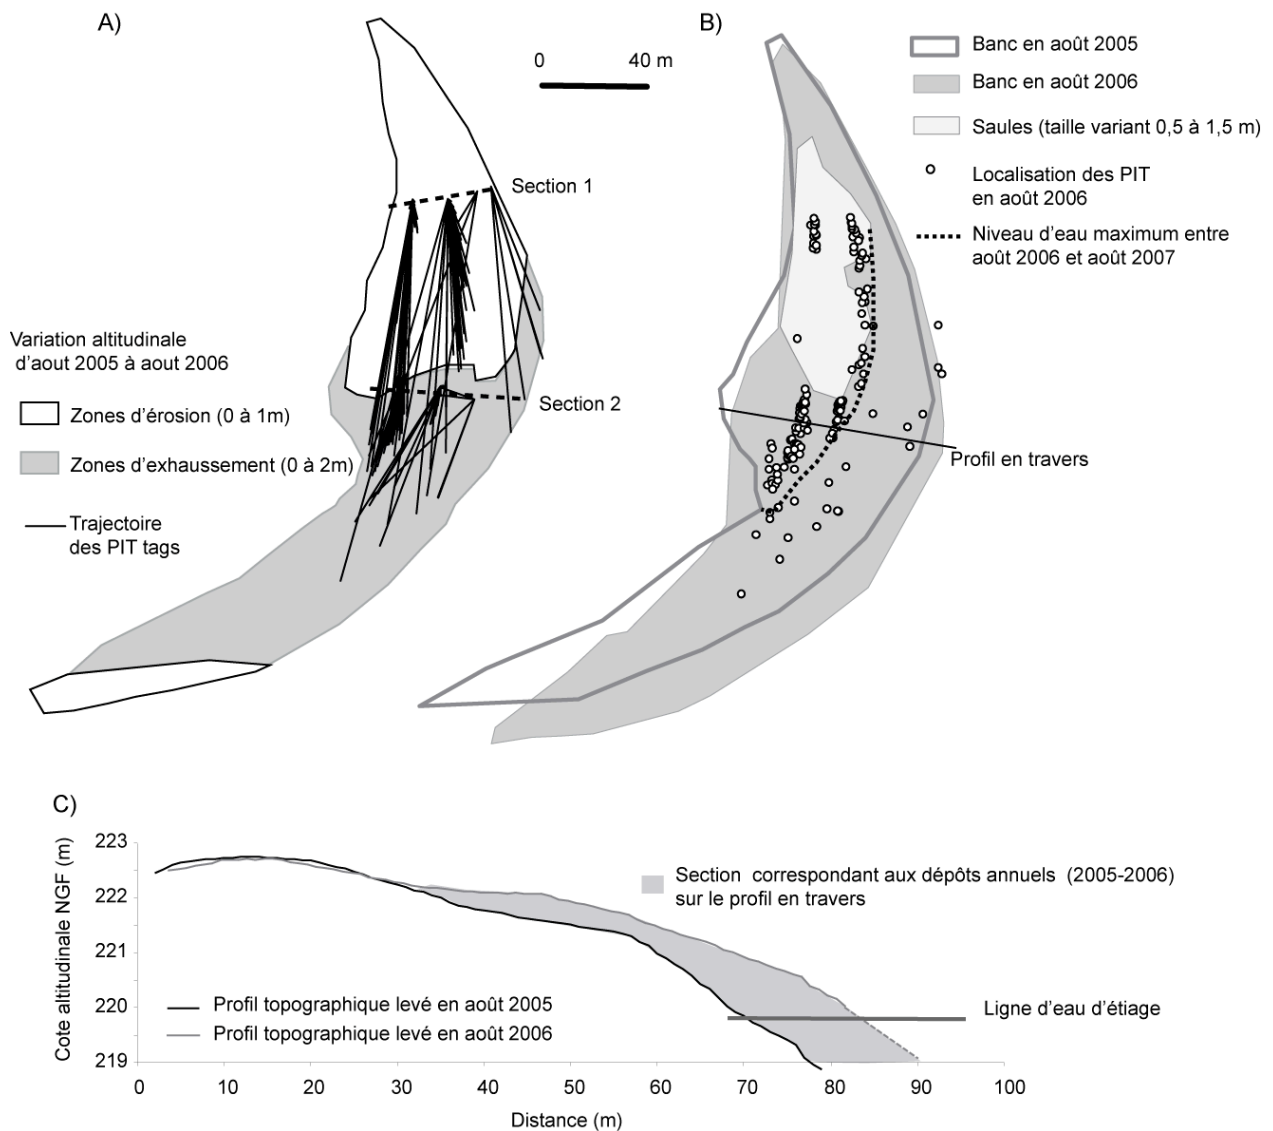 A)
0 40 m
Section 1
Section 2
Variation altitudinale
d'aout 2005 à aout 2006
Zones d'érosion (0 à 1m)
Zones d'exhaussement (0 à 2m)
Trajectoire
des PIT tags
B)
Banc en août 2005
Banc en août 2006
Saules (taille variant 0,5 à 1,5 m)
Localisation des PIT
en août 2006
Niveau d'eau maximum entre
août 2006 et août 2007
Profil en travers
C)
Cote altitudinale NGF (m)
223
222
221
220
219
Section correspondant aux dépôts annuels (2005-2006)
sur le profil en travers
Profil topographique levé en août 2005
Profil topographique levé en août 2006
Ligne d'eau d'étiage
0 10 20 30 40 50 60 70 80 90 100
Distance (m)